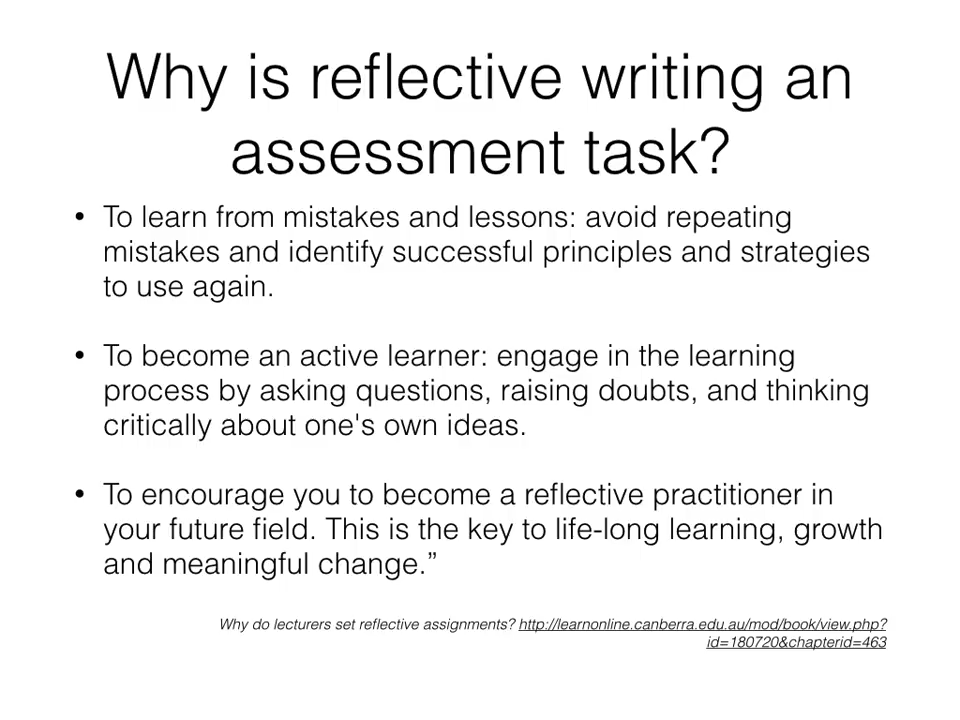 Why is reflective writing an
assessment task?
• To learn from mistakes and lessons: avoid repeating
mistakes and identify successful principles and strategies
to use again.
• To become an active learner: engage in the learning
process by asking questions, raising doubts, and thinking
critically about one's own ideas.
• To encourage you to become a reflective practitioner in
your future field. This is the key to life-long learning, growth
and meaningful change.”
Why do lecturers set reflective assignments? http://learnonline.canberra.edu.au/mod/book/view.php?
id=180720&chapterid=463